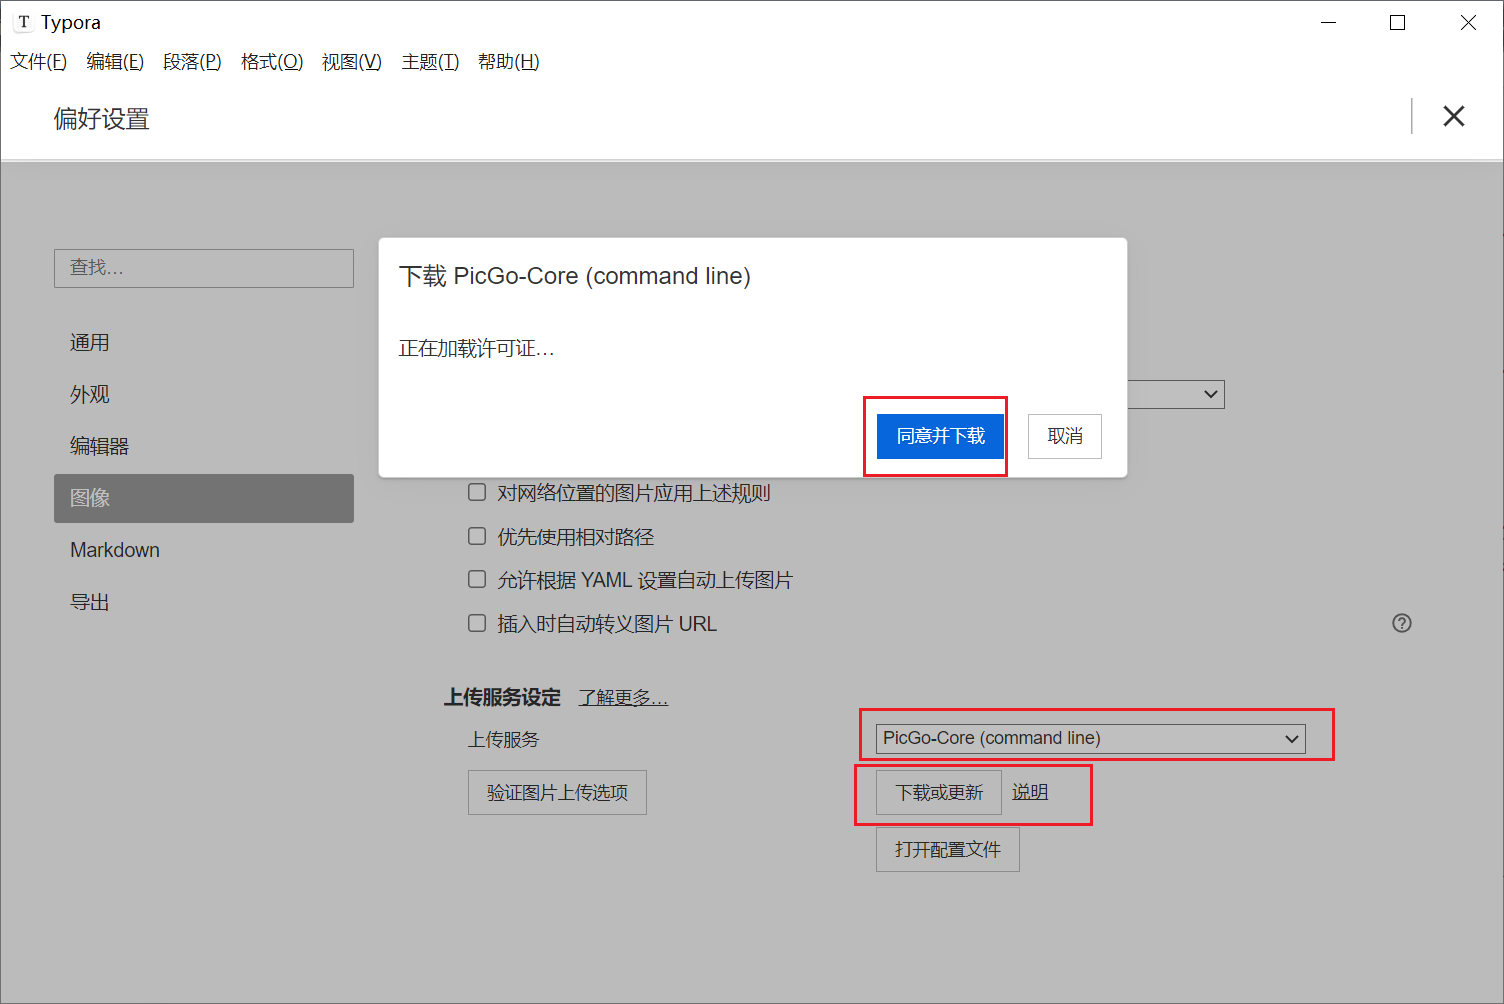 Typora
文件(F) 编辑(E) 段落(P) 格式(O) 视图(V) 主题(T) 帮助(H)
偏好设置
查找…
通用
外观
编辑器
图像
Markdown
导出
下载 PicGo-Core (command line)
正在加载许可证…
同意并下载 取消
对网络位置的图片应用上述规则
优先使用相对路径
允许根据 YAML 设置自动上传图片
插入时自动转义图片 URL
上传服务设定 了解更多…
上传服务 PicGo-Core (command line)
验证图片上传选项 下载或更新 说明
打开配置文件